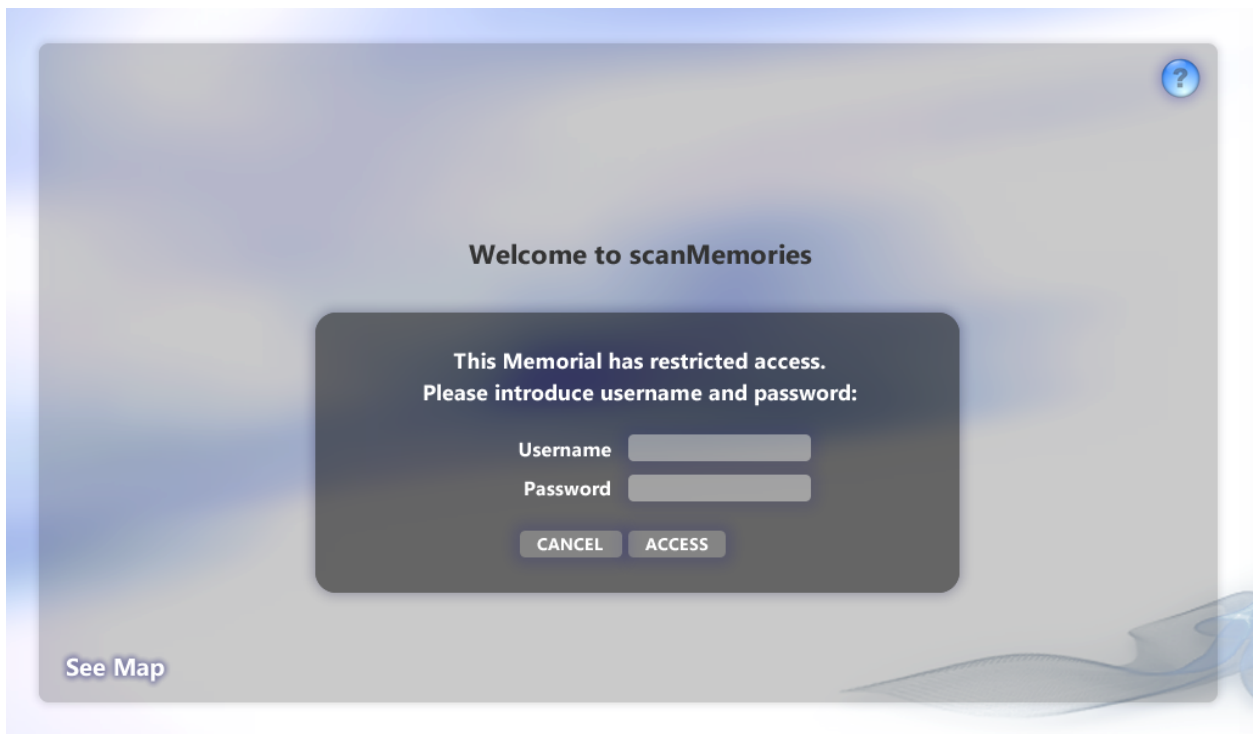 ?
Welcome to scanMemories
This Memorial has restricted access.
Please introduce username and password:
Username
Password
CANCEL ACCESS
See Map